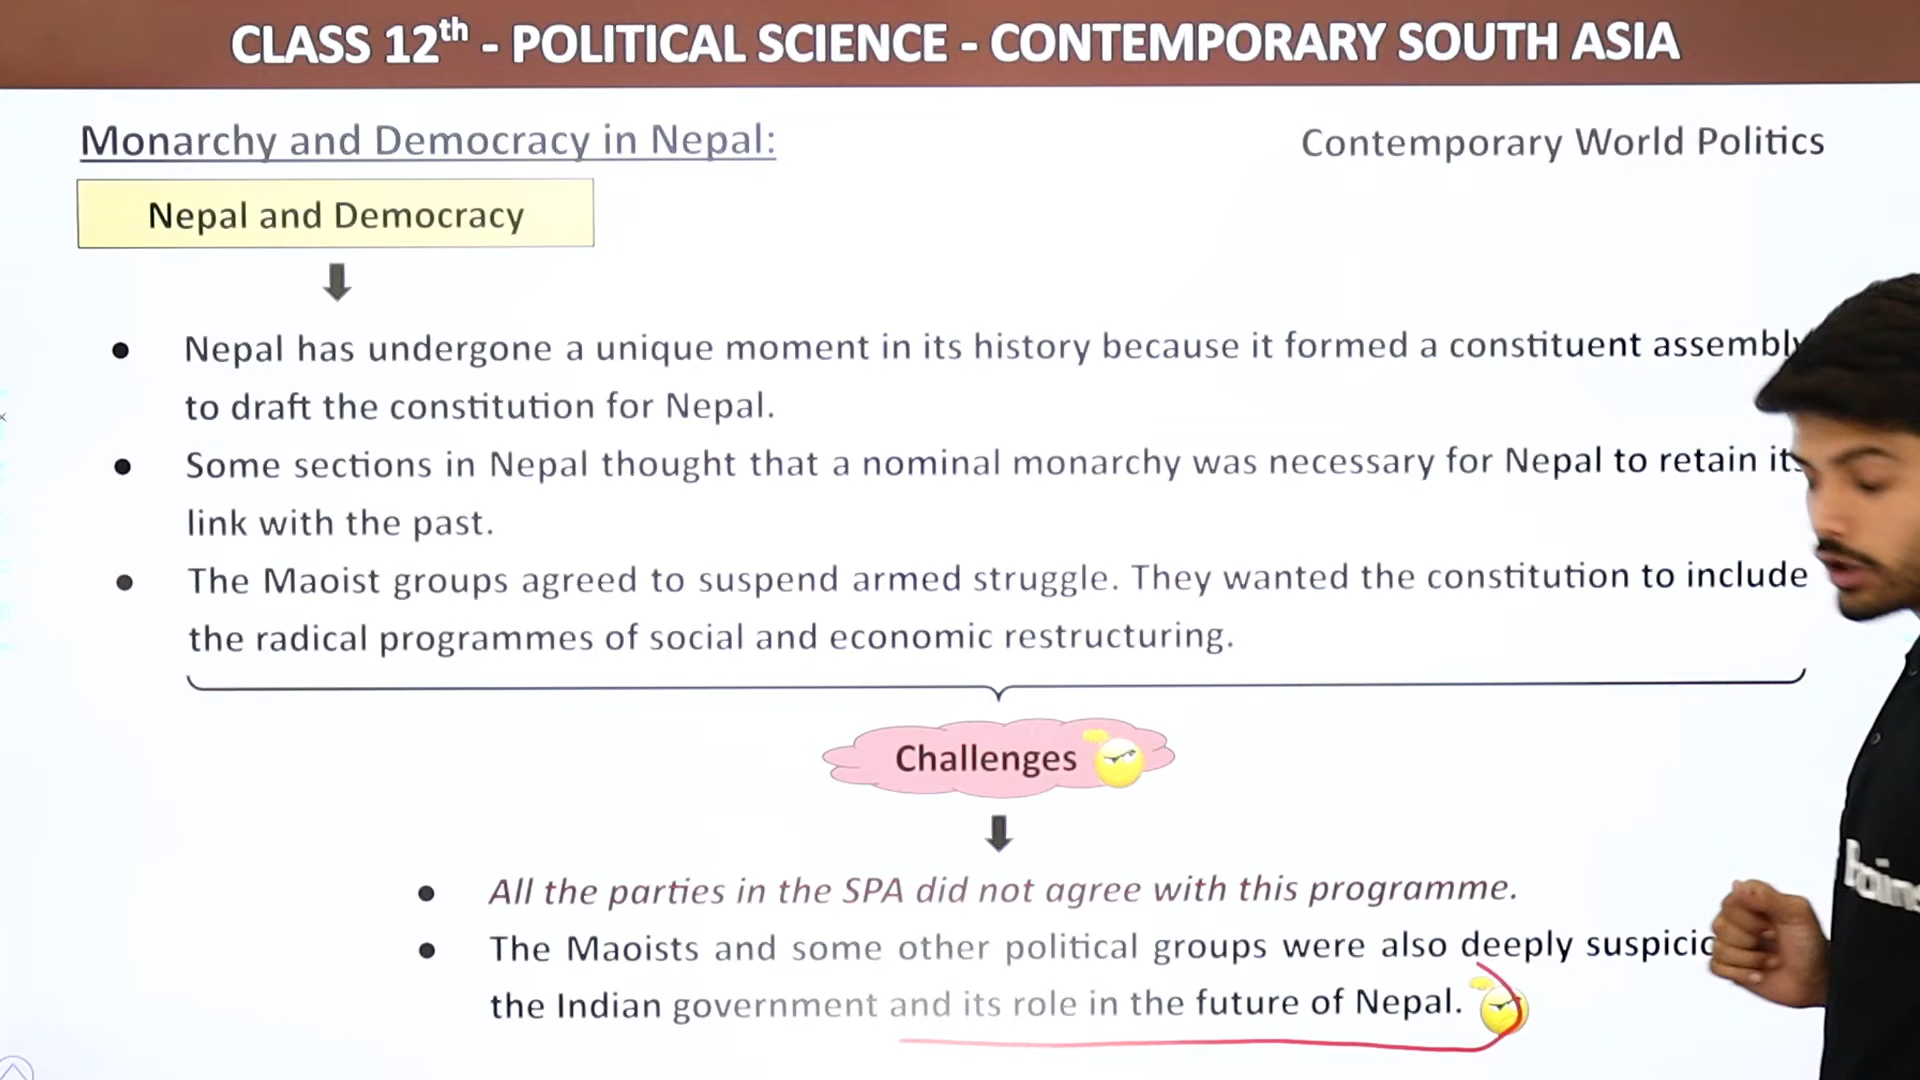 CLASS 12th - POLITICAL SCIENCE - CONTEMPORARY SOUTH ASIA
Monarchy and Democracy in Nepal:
Contemporary World Politics
Nepal and Democracy
● Nepal has undergone a unique moment in its history because it formed a constituent assembly
to draft the constitution for Nepal.
● Some sections in Nepal thought that a nominal monarchy was necessary for Nepal to retain its
link with the past.
● The Maoist groups agreed to suspend armed struggle. They wanted the constitution to include
the radical programmes of social and economic restructuring.
Challenges
● All the parties in the SPA did not agree with this programme.
● The Maoists and some other political groups were also deeply
the Indian government and its role in the future of Nepal.